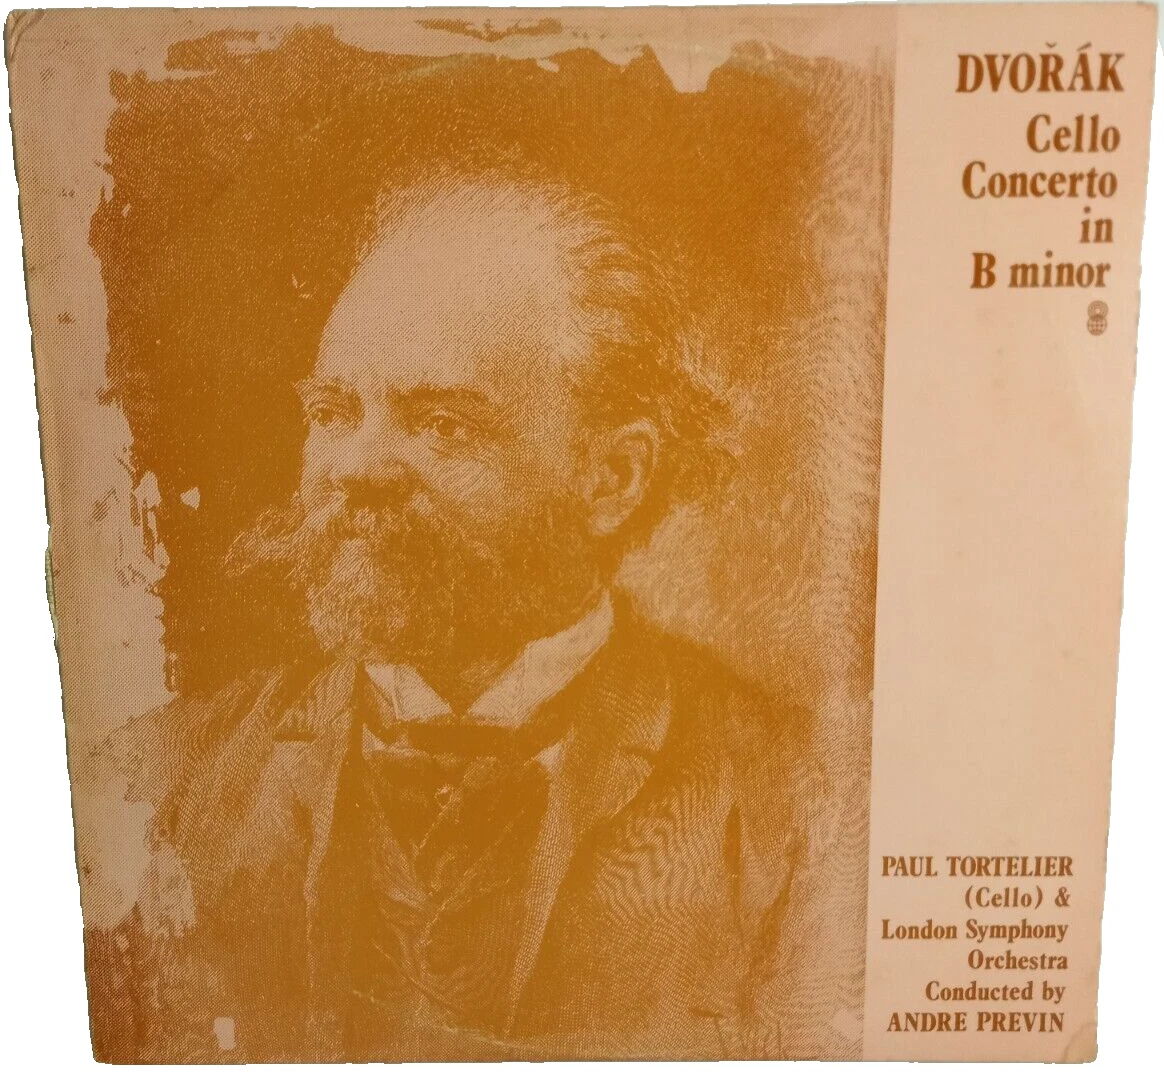 DVOŘÁK
Cello
Concerto
in
B minor
PAUL TORTELIER
(Cello) &
London Symphony
Orchestra
Conducted by
ANDRE PREVIN